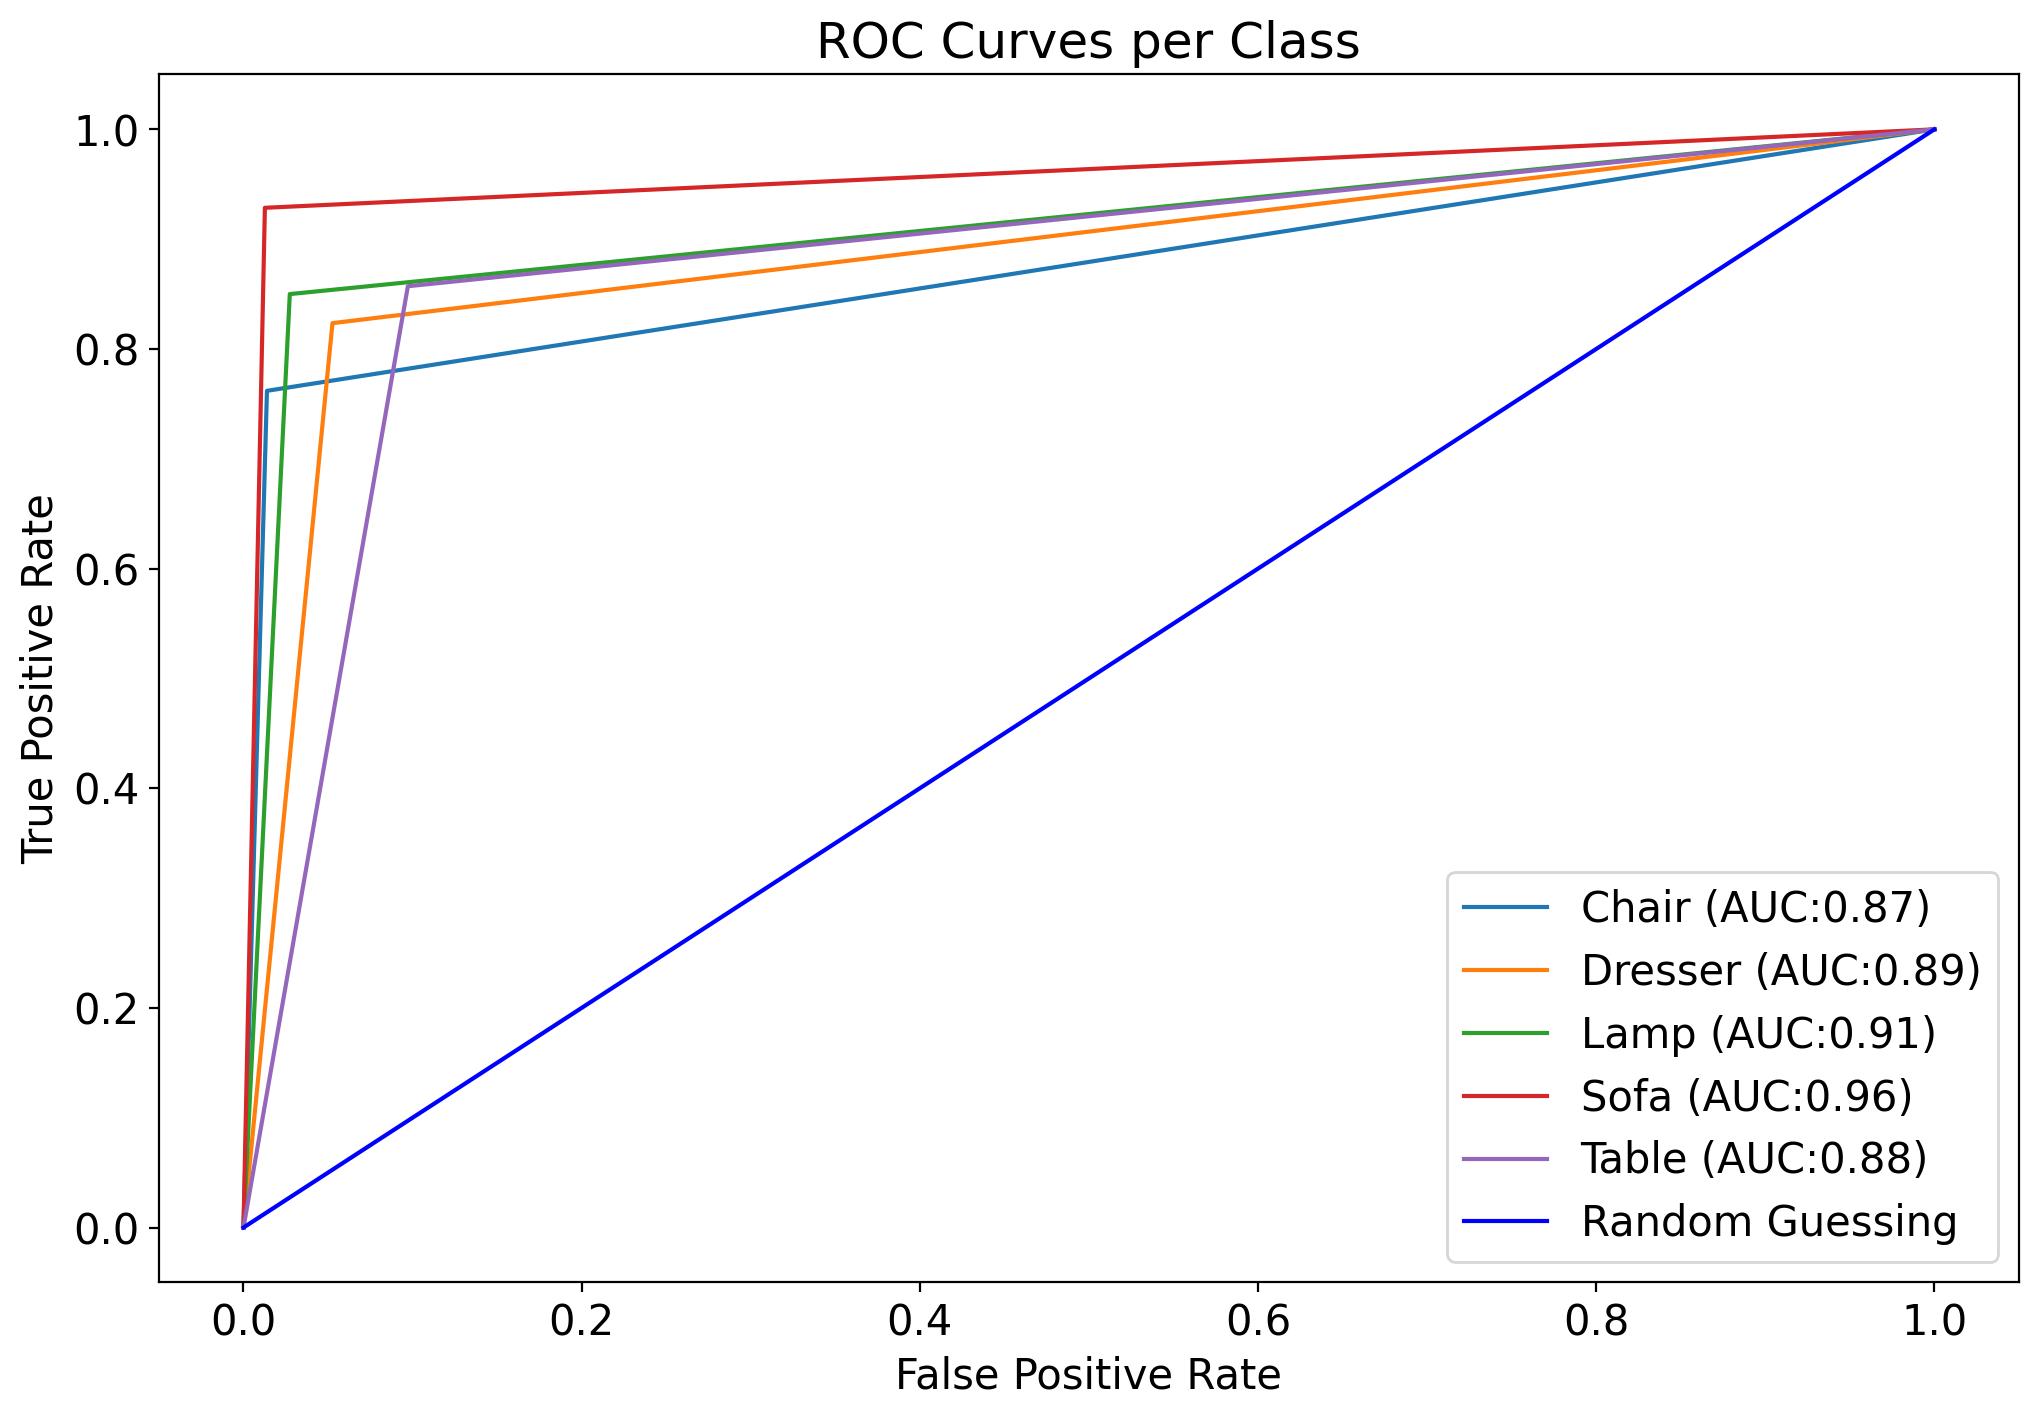 ROC Curves per Class
True Positive Rate
1.0
0.8
0.6
0.4
0.2
0.0
Chair (AUC:0.87)
Dresser (AUC:0.89)
Lamp (AUC:0.91)
Sofa (AUC:0.96)
Table (AUC:0.88)
Random Guessing
0.0 0.2 0.4 0.6 0.8 1.0
False Positive Rate